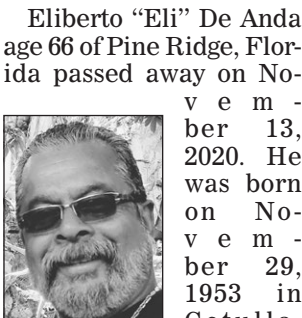 Eliberto “Eli” De Anda
age 66 of Pine Ridge, Flor-
ida passed away on No-
v e m -
ber 13,
2020. He
was born
on No-
v e m -
ber 29,
1953 in